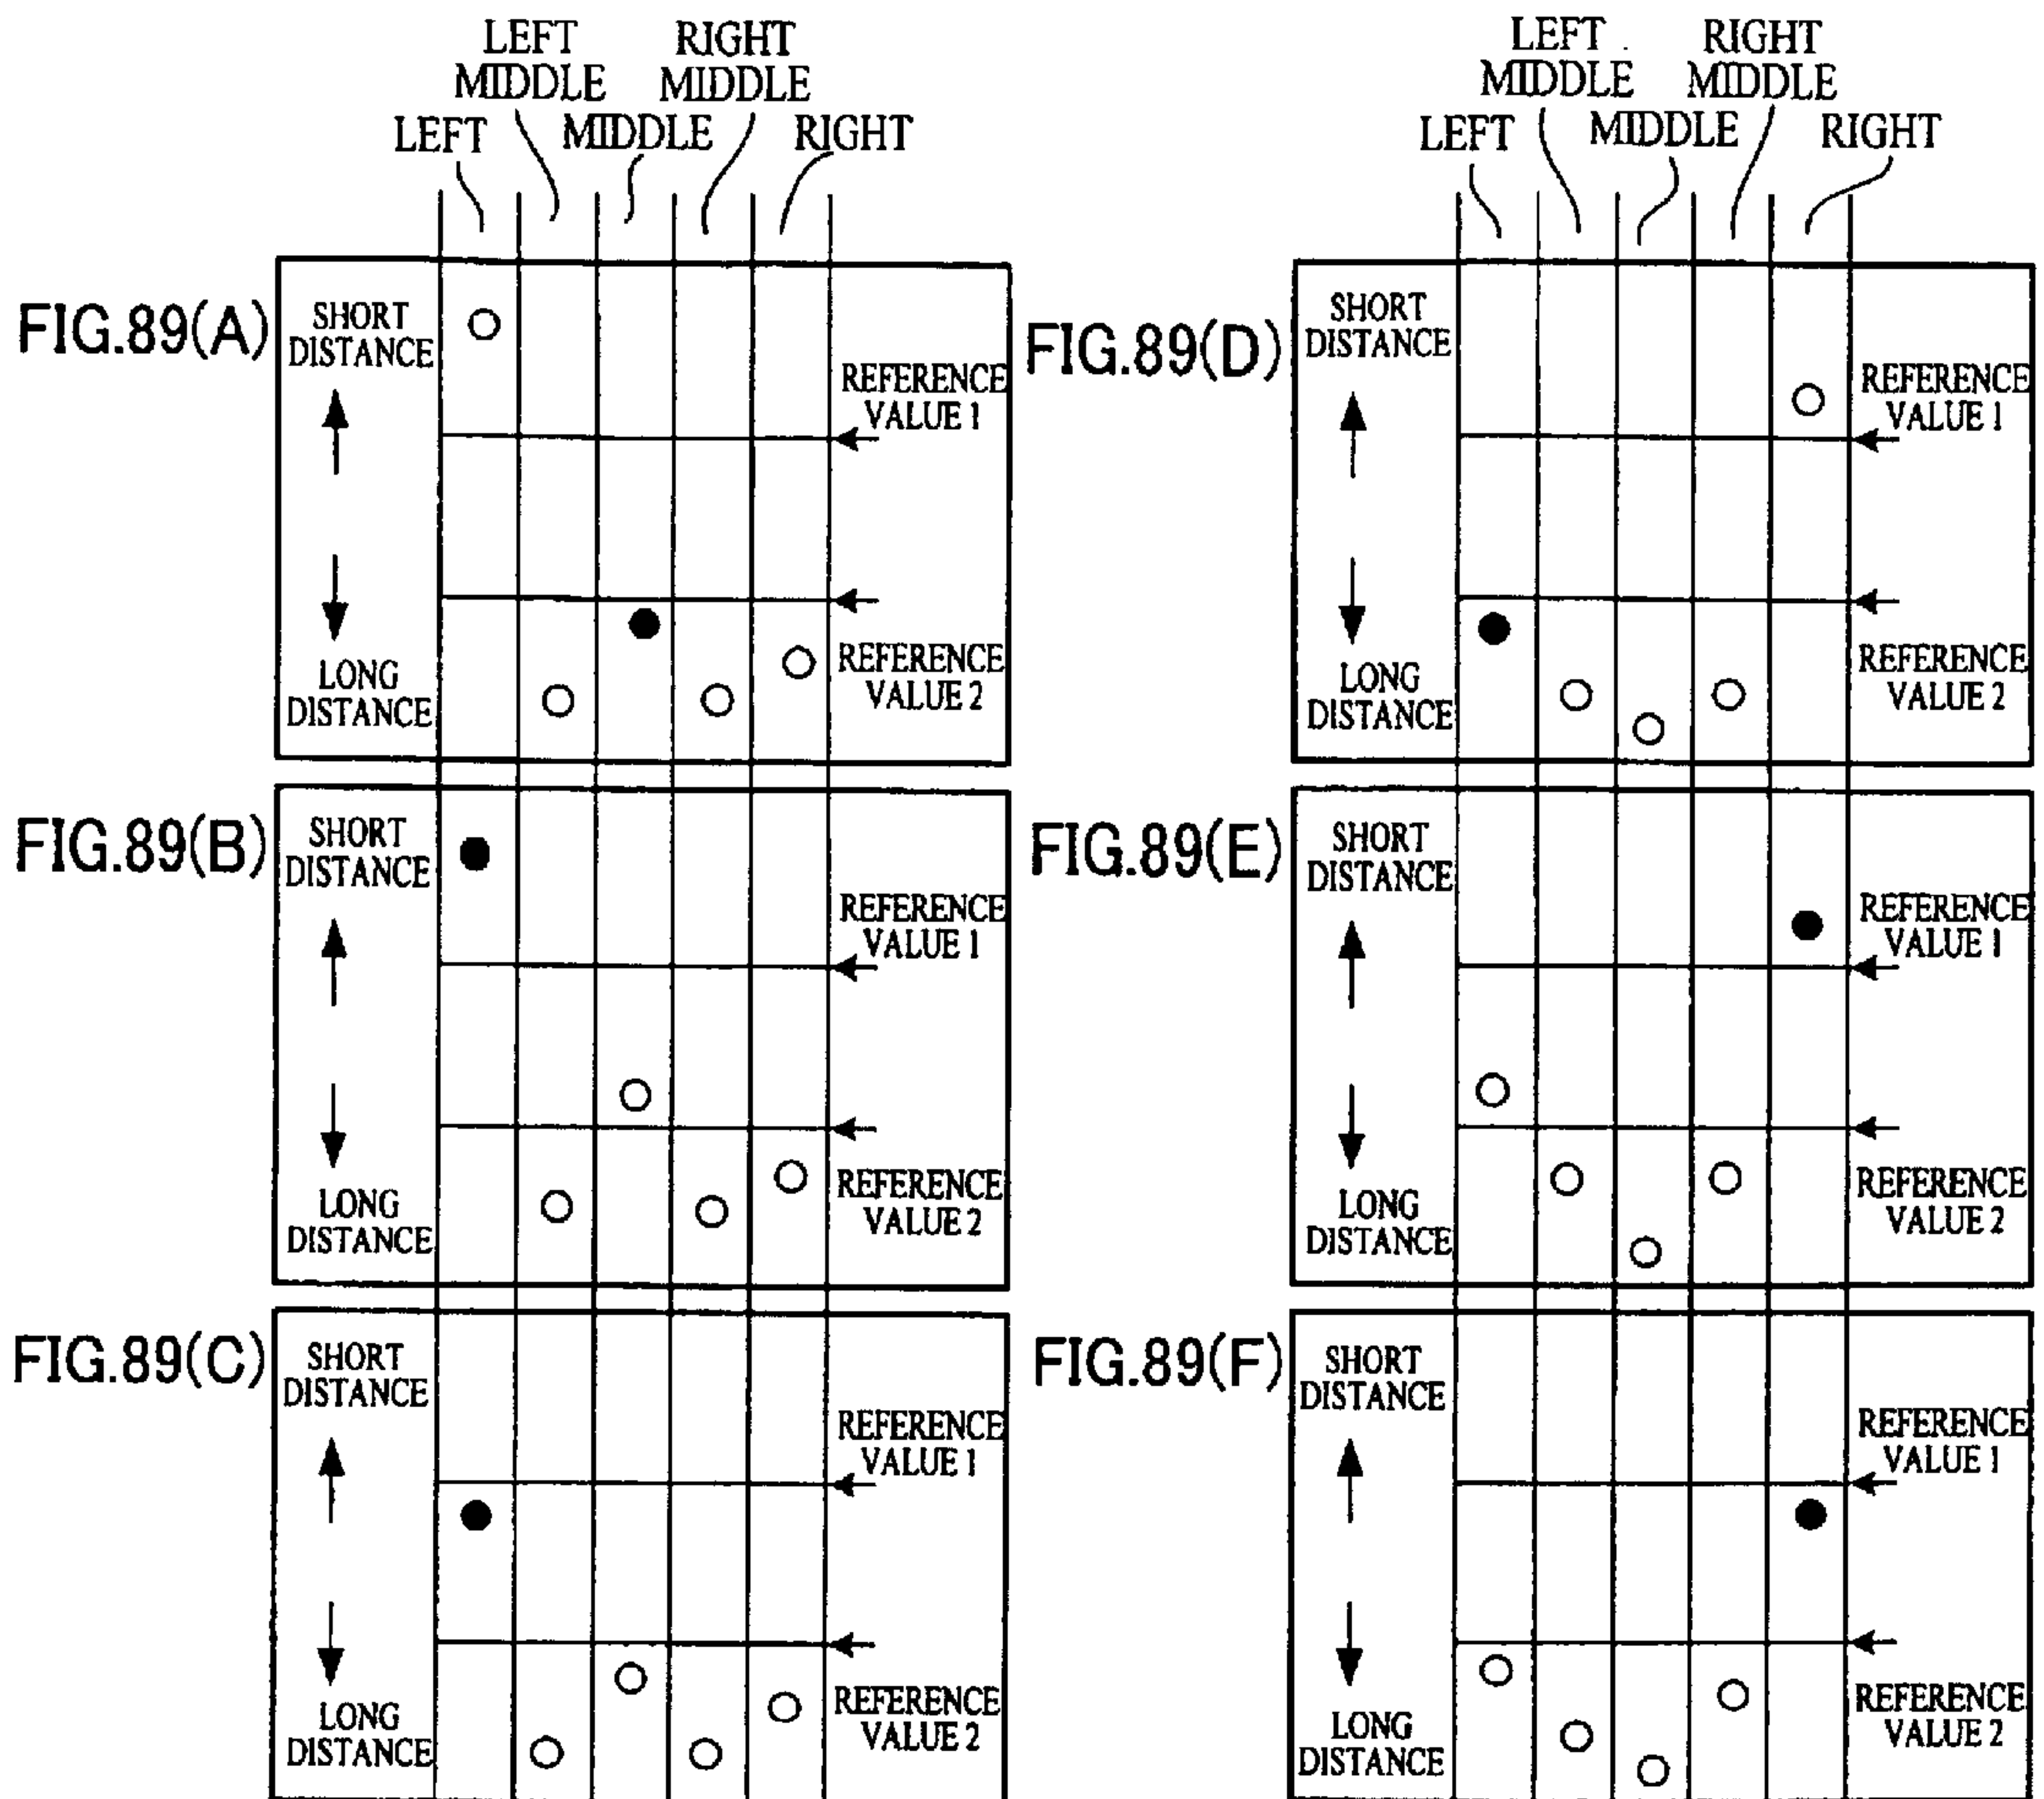 LEFT
MIDDLE
RIGHT
MIDDLE
LEFT
MIDDLE
RIGHT
FIG.89(A)
SHORT
DISTANCE
REFERENCE
VALUE 1
LONG
DISTANCE
REFERENCE
VALUE 2
FIG.89(B)
SHORT
DISTANCE
REFERENCE
VALUE 1
LONG
DISTANCE
REFERENCE
VALUE 2
FIG.89(C)
SHORT
DISTANCE
REFERENCE
VALUE 1
LONG
DISTANCE
REFERENCE
VALUE 2
LEFT
MIDDLE
RIGHT
MIDDLE
LEFT
MIDDLE
RIGHT
FIG.89(D)
SHORT
DISTANCE
REFERENCE
VALUE 1
LONG
DISTANCE
REFERENCE
VALUE 2
FIG.89(E)
SHORT
DISTANCE
REFERENCE
VALUE 1
LONG
DISTANCE
REFERENCE
VALUE 2
FIG.89(F)
SHORT
DISTANCE
REFERENCE
VALUE 1
LONG
DISTANCE
REFERENCE
VALUE 2